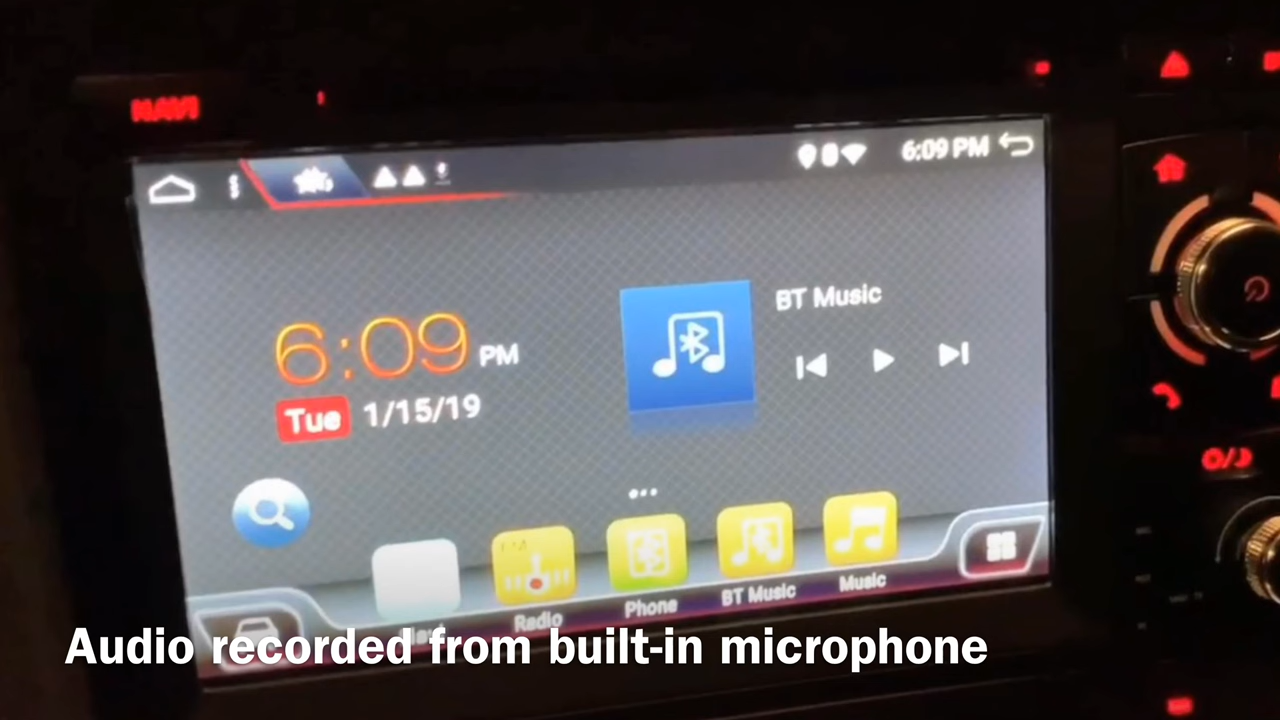 NAVI
6:09 PM
6:09 PM
BT Music
Tue 1/15/19
Radio
Phone
BT Music
Music
Audio recorded from built-in microphone